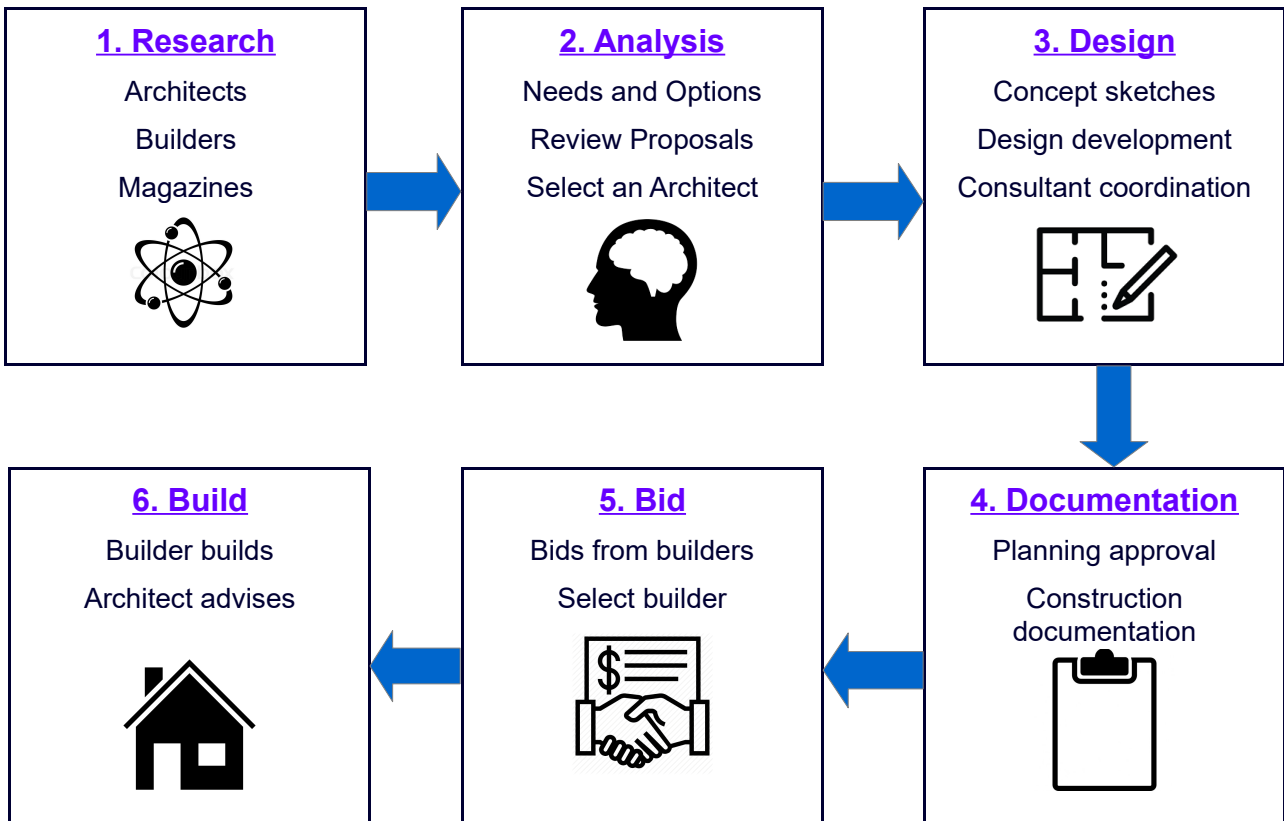 1. Research
Architects
Builders
Magazines
2. Analysis
Needs and Options
Review Proposals
Select an Architect
3. Design
Concept sketches
Design development
Consultant coordination
4. Documentation
Planning approval
Construction
documentation
5. Bid
Bids from builders
Select builder
$
6. Build
Builder builds
Architect advises